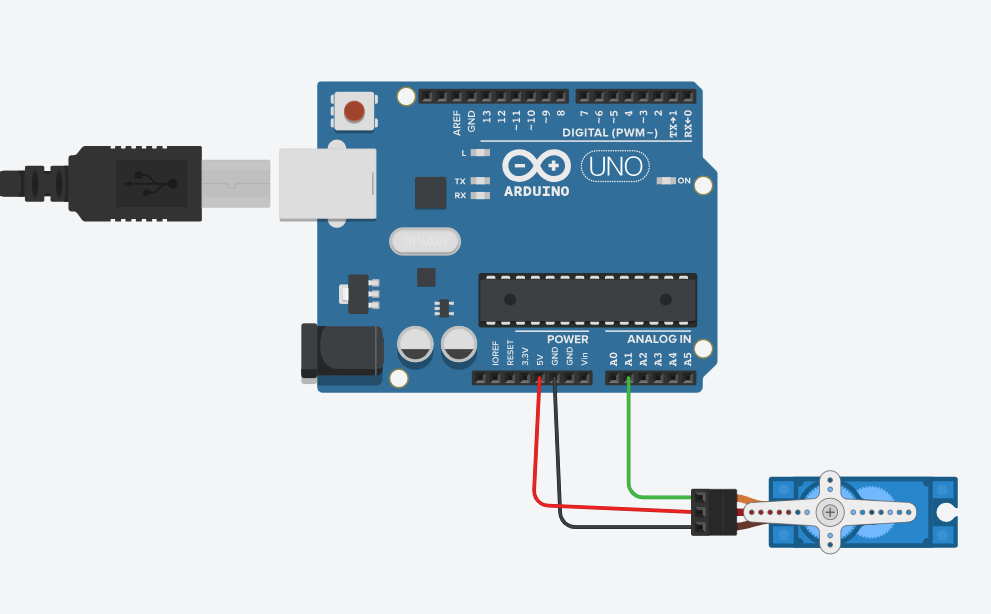 AREF
GND
13
12
~11
~10
~9
8
7
~6
~5
4
~3
2
TX→1
RX←0
DIGITAL (PWM~)
L
TX
RX
ARDUINO
UNO
ON
POWER
ANALOG IN
IOREF
RESET
3.3V
5V
GND
GND
Vin
A0
A1
A2
A3
A4
A5